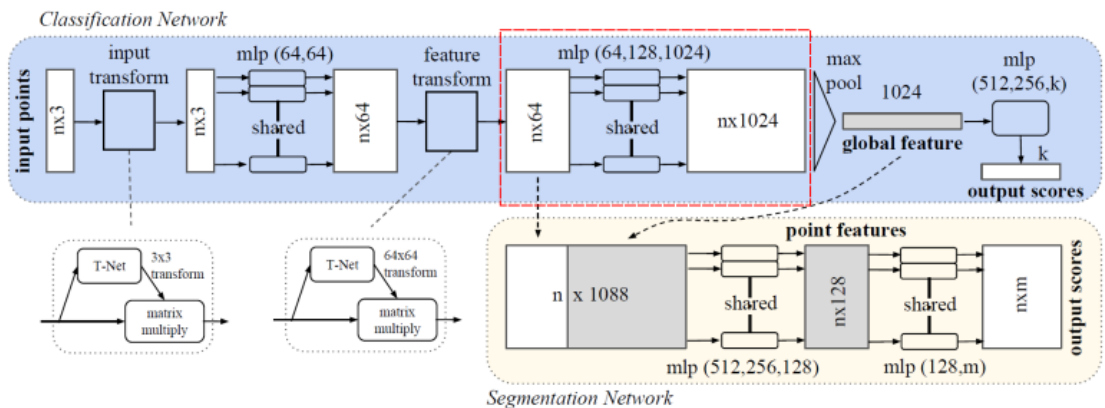 Classification Network
input points
nx3
input
transform
nx3
mlp (64,64)
shared
nx64
feature
transform
nx64
mlp (64,128,1024)
shared
nx1024
max
pool
1024
global feature
mlp
(512,256,k)
k
output scores
T-Net
3x3
transform
matrix
multiply
T-Net
64x64
transform
matrix
multiply
point features
n x 1088
shared
mlp (512,256,128)
nx128
shared
mlp (128,m)
nxm
output scores
Segmentation Network